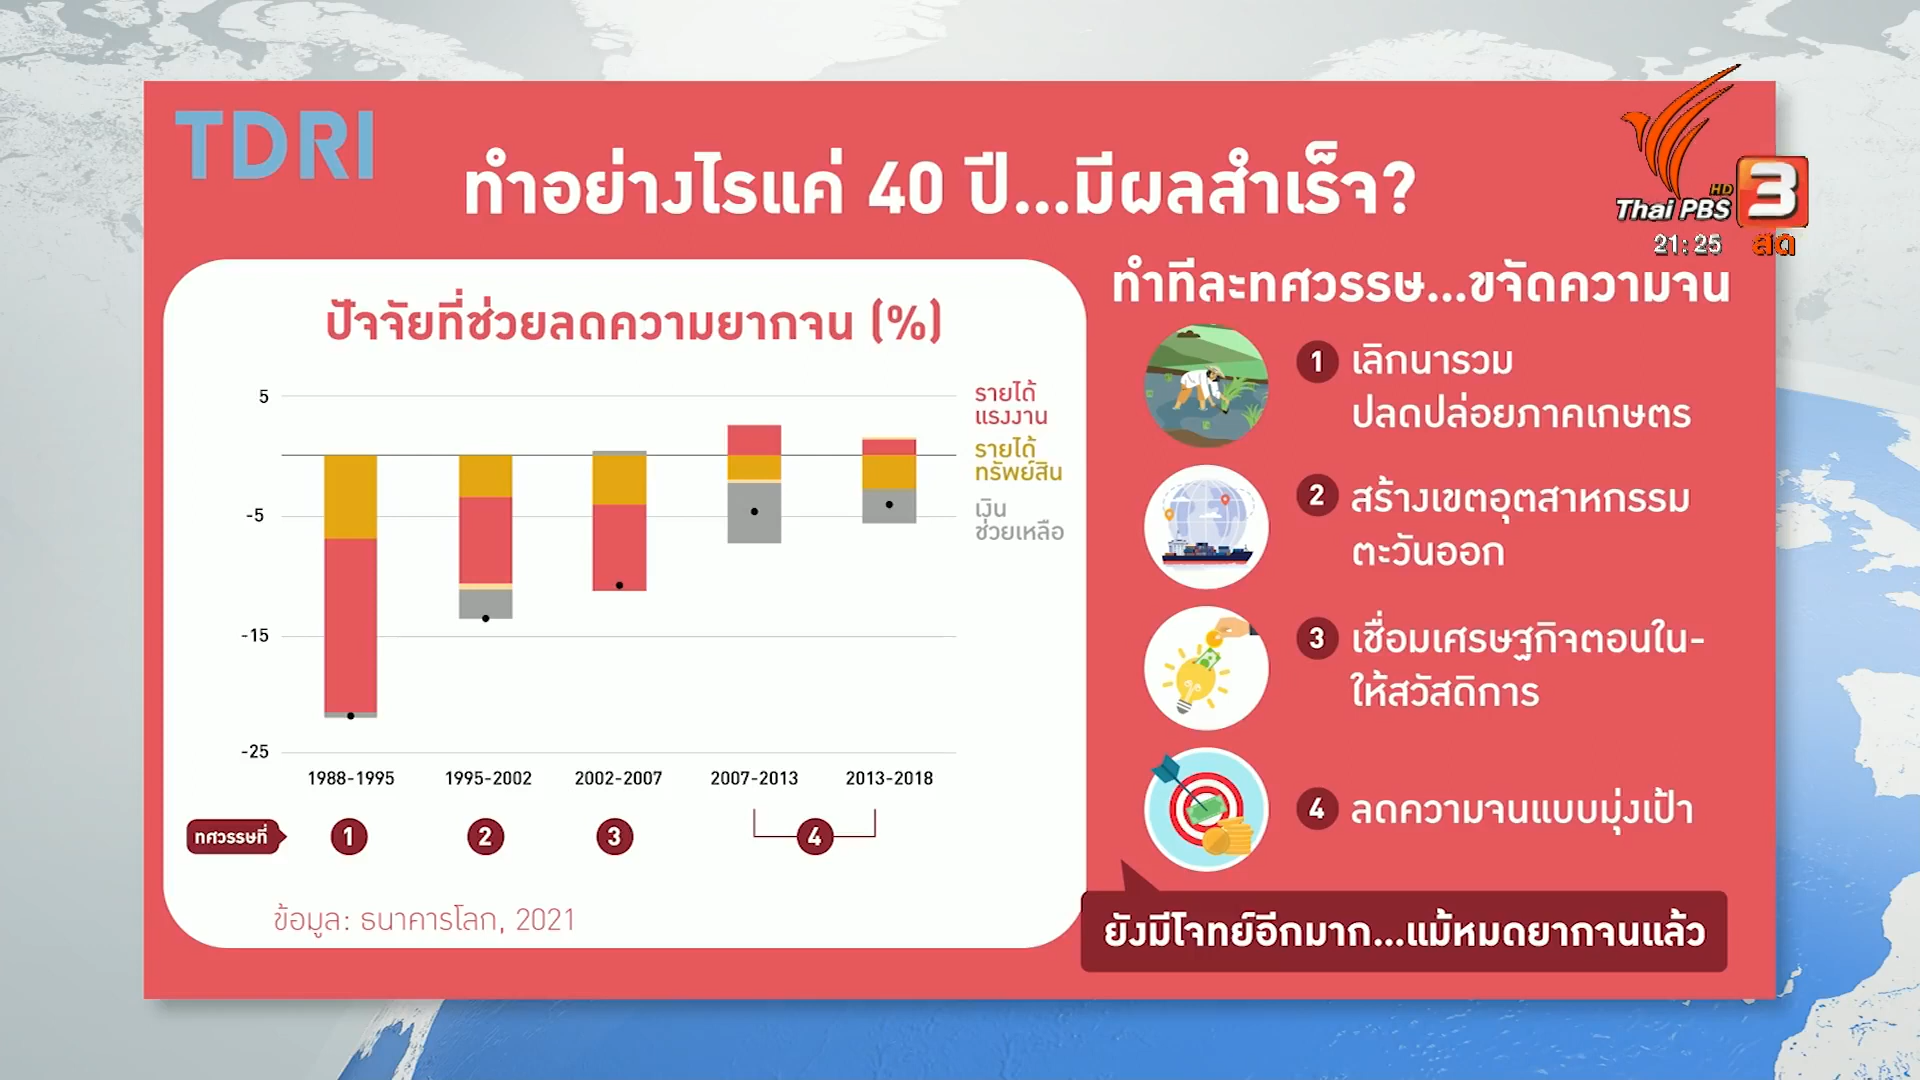 TDRI
ทำอย่างไรแค่ 40 ปี...มีผลสำเร็จ?
HD
Thai PBS 3
21:25 สด
ปัจจัยที่ช่วยลดความยากจน (%)
5
-5
-15
-25
รายได้
แรงงาน
รายได้
ทรัพย์สิน
เงิน
ช่วยเหลือ
1988-1995 1995-2002 2002-2007 2007-2013 2013-2018
ทศวรรษที่ 1 2 3 4
ข้อมูล: ธนาคารโลก, 2021
ทำทีละทศวรรษ...ขจัดความจน
1 เลิกนารวม
ปลดปล่อยภาคเกษตร
2 สร้างเขตอุตสาหกรรม
ตะวันออก
3 เชื่อมเศรษฐกิจตอนใน-
ให้สวัสดิการ
4 ลดความจนแบบมุ่งเป้า
ยังมีโจทย์อีกมาก...แม้หมดยากจนแล้ว